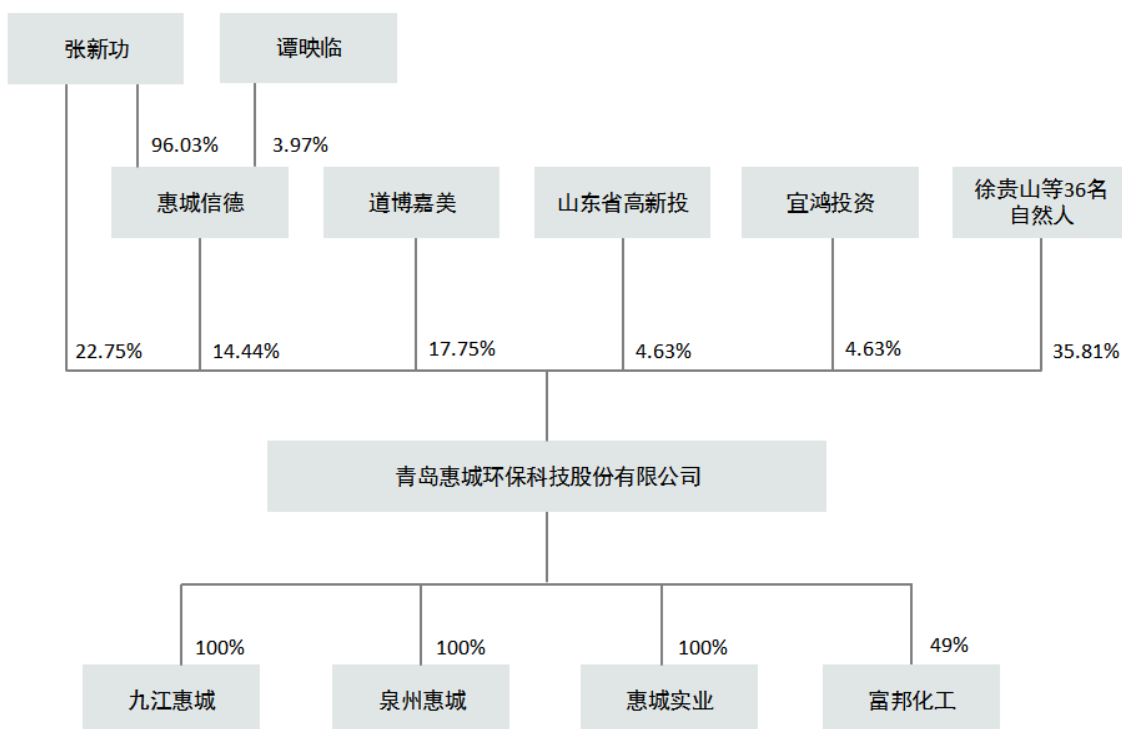 张新功
谭映临
96.03%
3.97%
惠城信德
道博嘉美
山东省高新投
宜鸿投资
徐贵山等36名
自然人
22.75%
14.44%
17.75%
4.63%
4.63%
35.81%
青岛惠城环保科技股份有限公司
100%
100%
100%
49%
九江惠城
泉州惠城
惠城实业
富邦化工